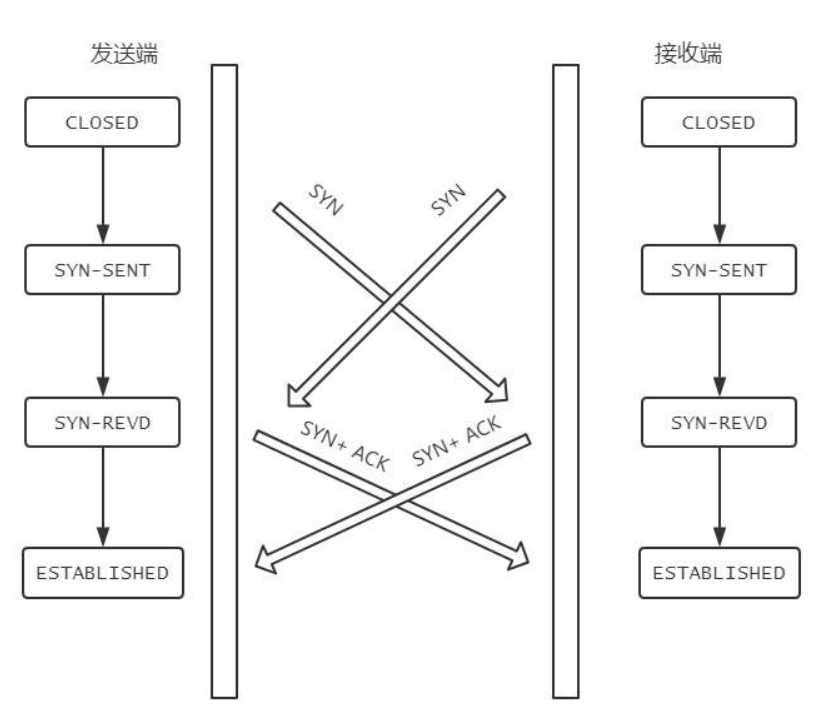 发送端
接收端
CLOSED
CLOSED
SYN
SYN
SYN-SENT
SYN-SENT
SYN-REVD
SYN+ ACK
SYN+ ACK
SYN-REVD
ESTABLISHED
ESTABLISHED